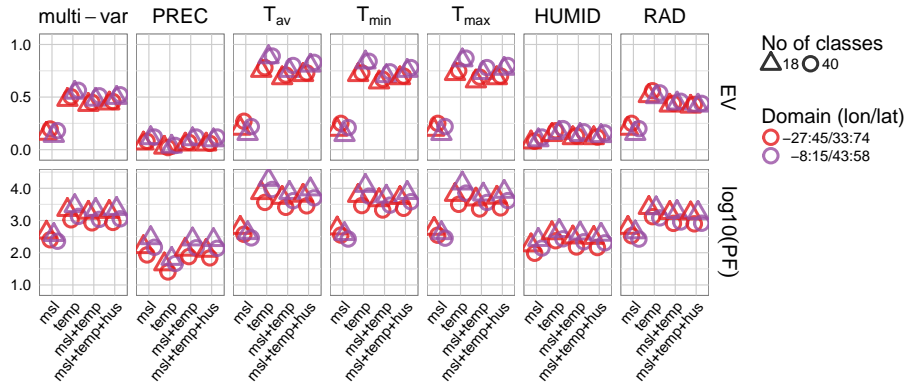 multi−var PREC Tav Tmin Tmax HUMID RAD
1.0
0.5
0.0
EV
4.0
3.0
2.0
1.0
log10(PF)
msl temp msl+temp msl+temp+hus msl temp msl+temp msl+temp+hus msl temp msl+temp msl+temp+hus msl temp msl+temp msl+temp+hus msl temp msl+temp msl+temp+hus msl temp msl+temp msl+temp+hus msl temp msl+temp msl+temp+hus
No of classes
18 40
Domain (lon/lat)
−27:45/33:74
−8:15/43:58